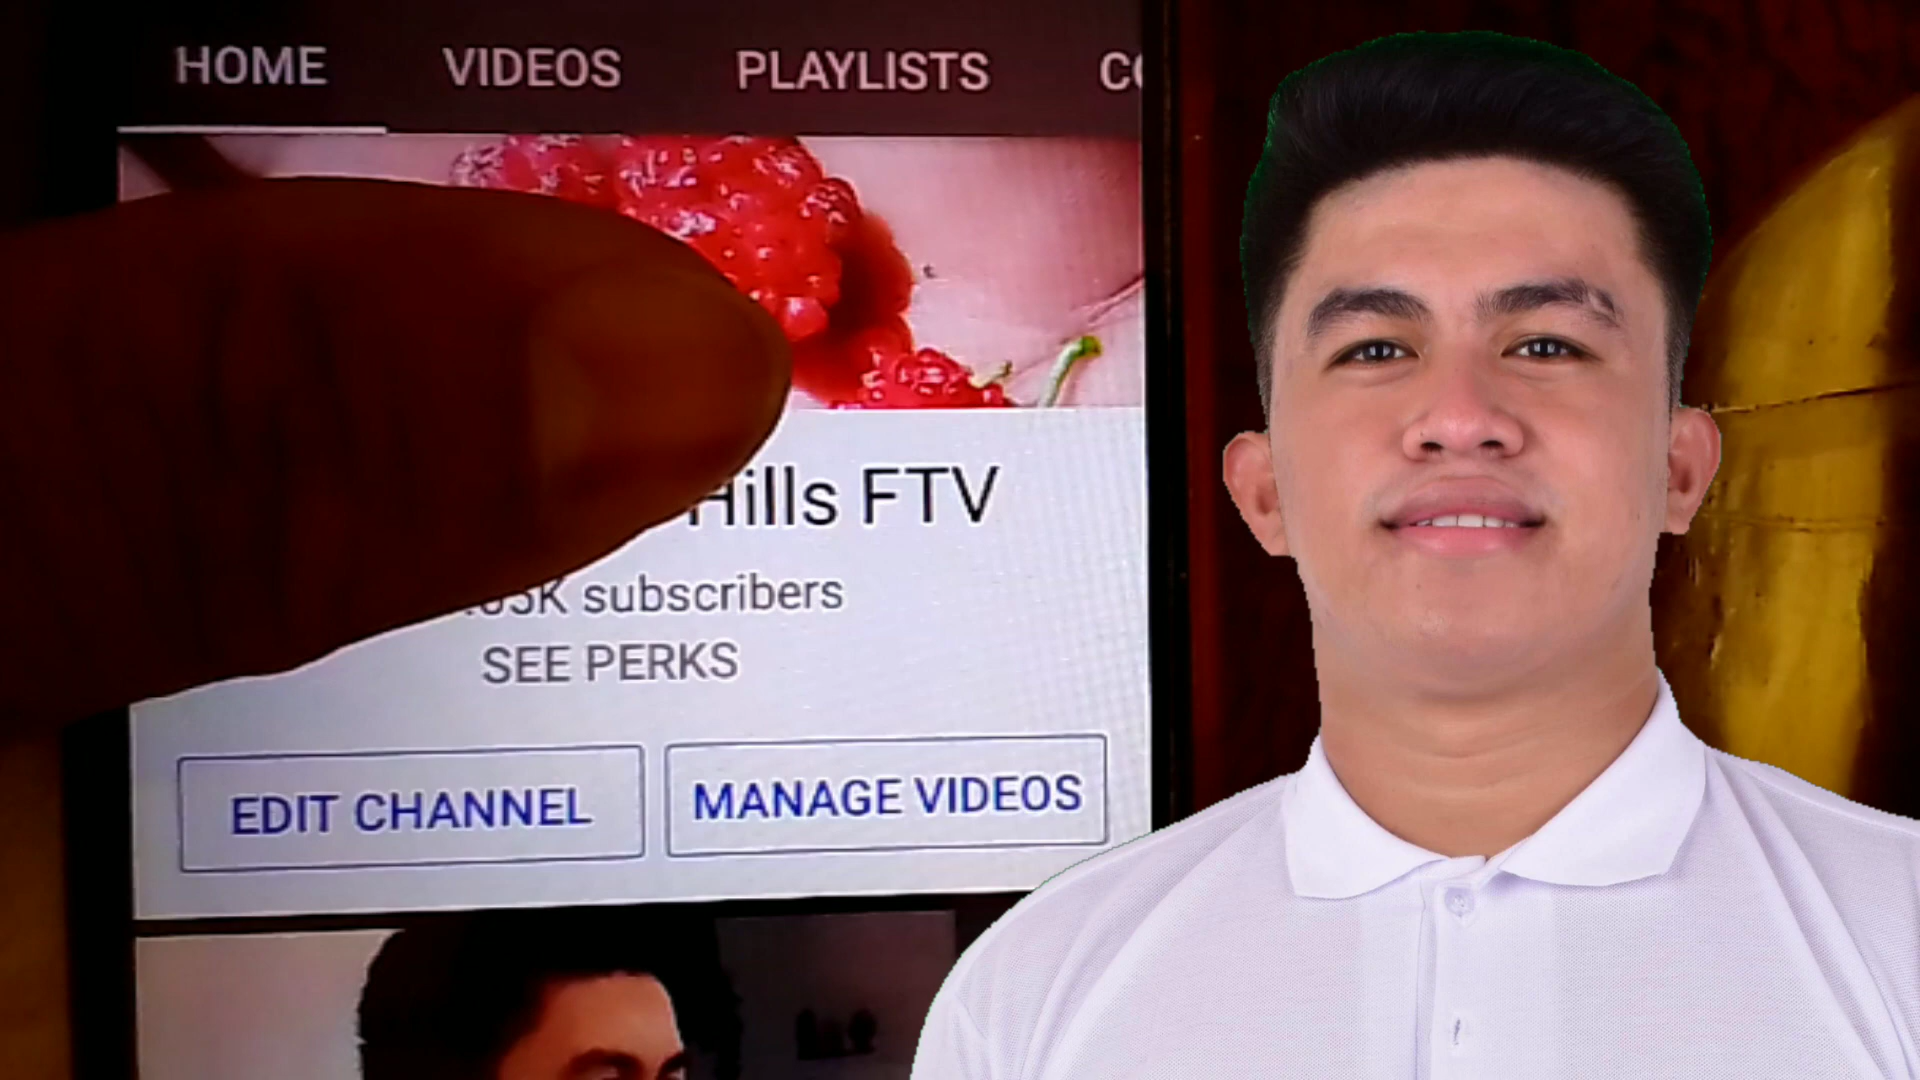 HOME VIDEOS PLAYLISTS
Hills FTV
subscribers
SEE PERKS
EDIT CHANNEL MANAGE VIDEOS